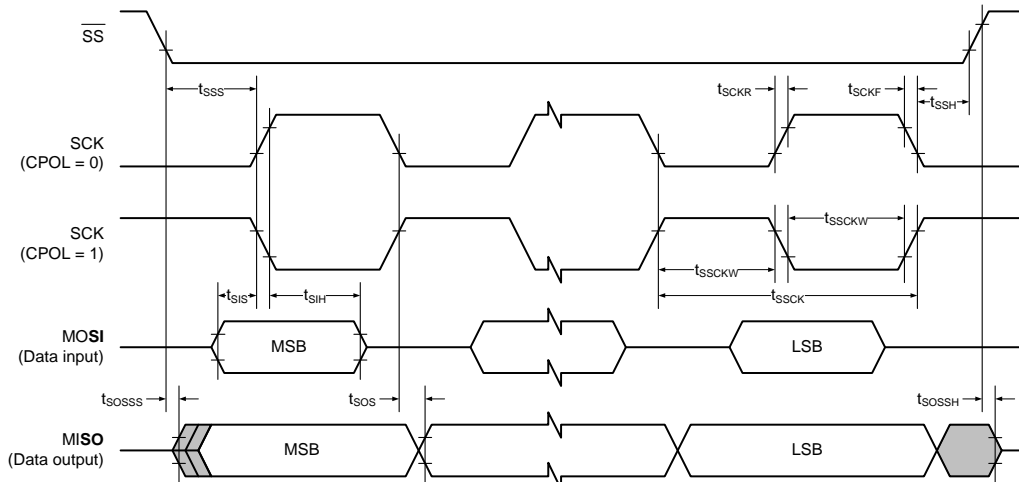 SS
tSSS
tSCKR
tSCKF
tSSH
SCK
(CPOL = 0)
SCK
(CPOL = 1)
tSSCKW
tSSCKW
tSSCK
tSIS
tSIH
MOSI
(Data input)
MSB
LSB
tSOSSS
tSOS
tSOSSH
MISO
(Data output)
MSB
LSB